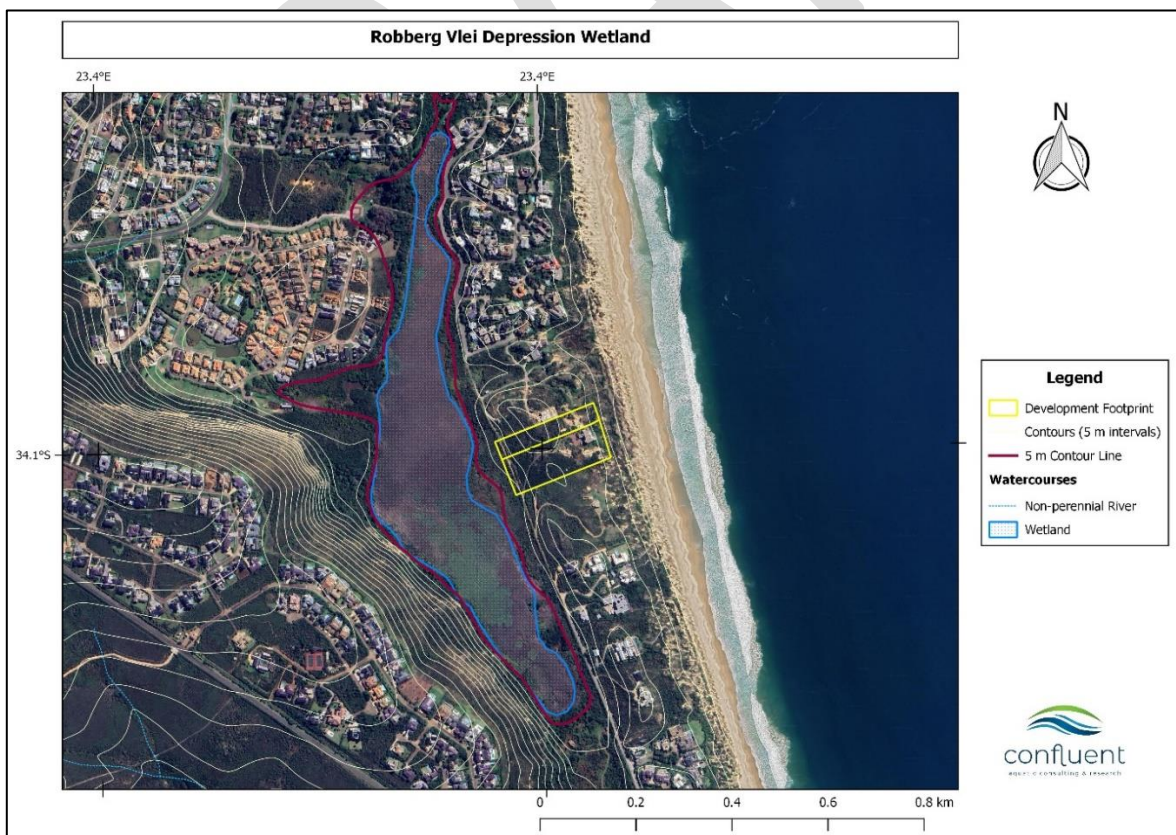 Robberg Vlei Depression Wetland
23.4°E
23.4°E
N
34.1°S
Legend
Development Footprint
Contours (5 m intervals)
5 m Contour Line
Watercourses
Non-perennial River
Wetland
confluent
aquatic consulting & research
0 0.2 0.4 0.6 0.8 km